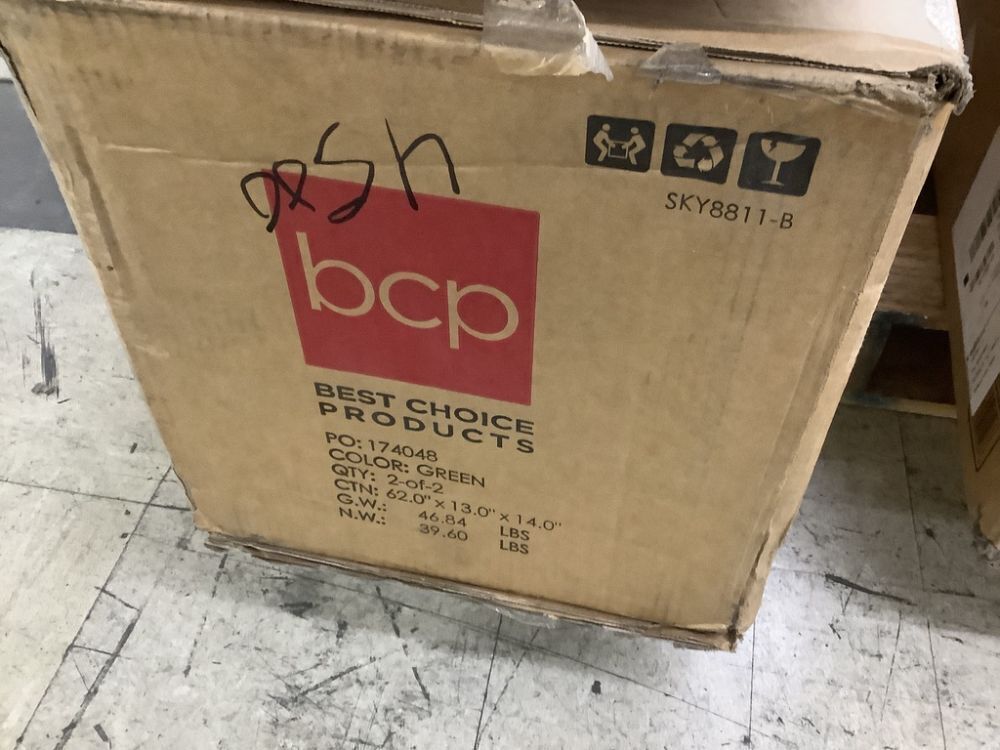 SKY8811-B
bcp
BEST CHOICE
PRODUCTS
PO: 174048
COLOR: GREEN
QTY: 2-of-2
CTN: 62.0" x 13.0" x 14.0"
G.W.: 46.84 LBS
N.W.: 39.60 LBS